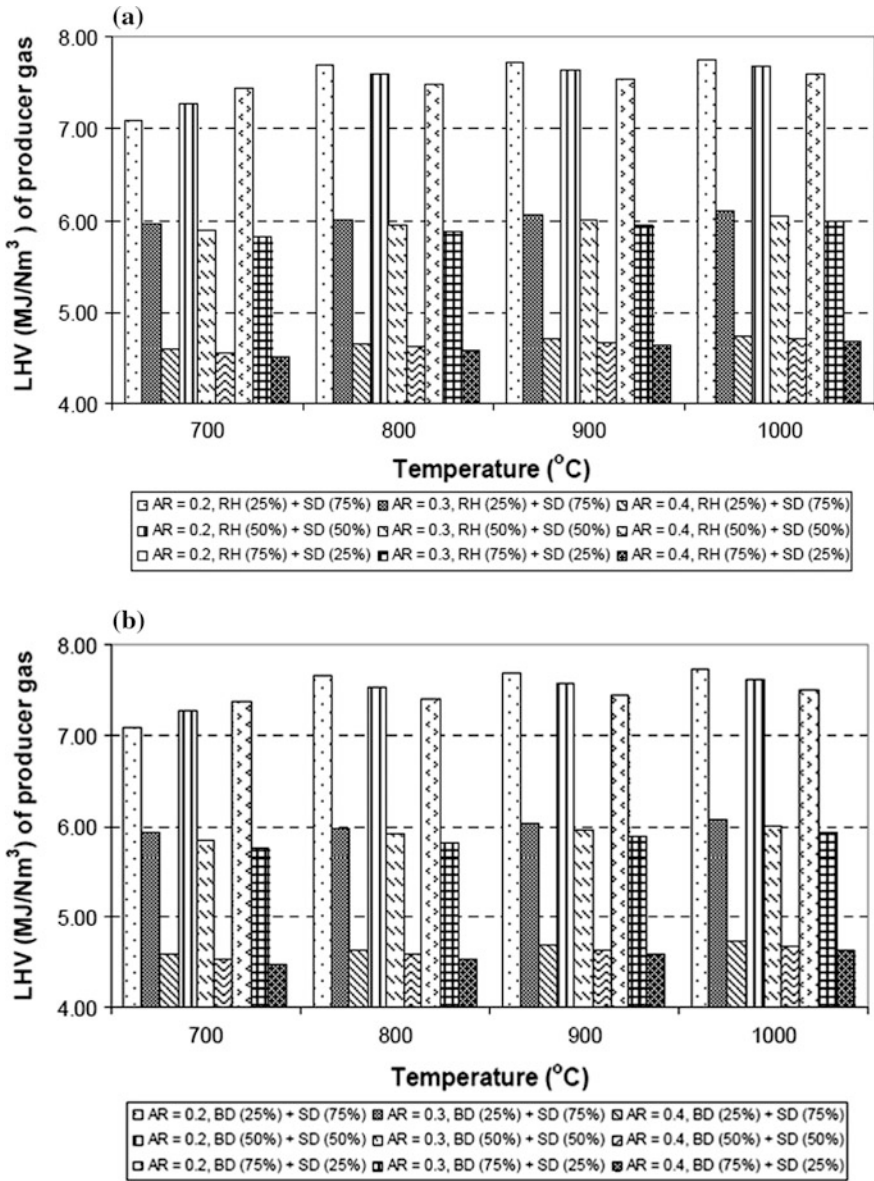 (a)
8.00
7.00
6.00
5.00
4.00
LHV (MJ/Nm³ ) of producer gas
700 800 900 1000
Temperature (°C)
AR = 0.2, RH (25%) + SD (75%) AR = 0.3, RH (25%) + SD (75%) AR = 0.4, RH (25%) + SD (75%)
AR = 0.2, RH (50%) + SD (50%) AR = 0.3, RH (50%) + SD (50%) AR = 0.4, RH (50%) + SD (50%)
AR = 0.2, RH (75%) + SD (25%) AR = 0.3, RH (75%) + SD (25%) AR = 0.4, RH (75%) + SD (25%)
(b)
8.00
7.00
6.00
5.00
4.00
LHV (MJ/Nm³) of producer gas
700 800 900 1000
Temperature (°C)
AR = 0.2, BD (25%) + SD (75%) AR = 0.3, BD (25%) + SD (75%) AR = 0.4, BD (25%) + SD (75%)
AR = 0.2, BD (50%) + SD (50%) AR = 0.3, BD (50%) + SD (50%) AR = 0.4, BD (50%) + SD (50%)
AR = 0.2, BD (75%) + SD (25%) AR = 0.3, BD (75%) + SD (25%) AR = 0.4, BD (75%) + SD (25%)